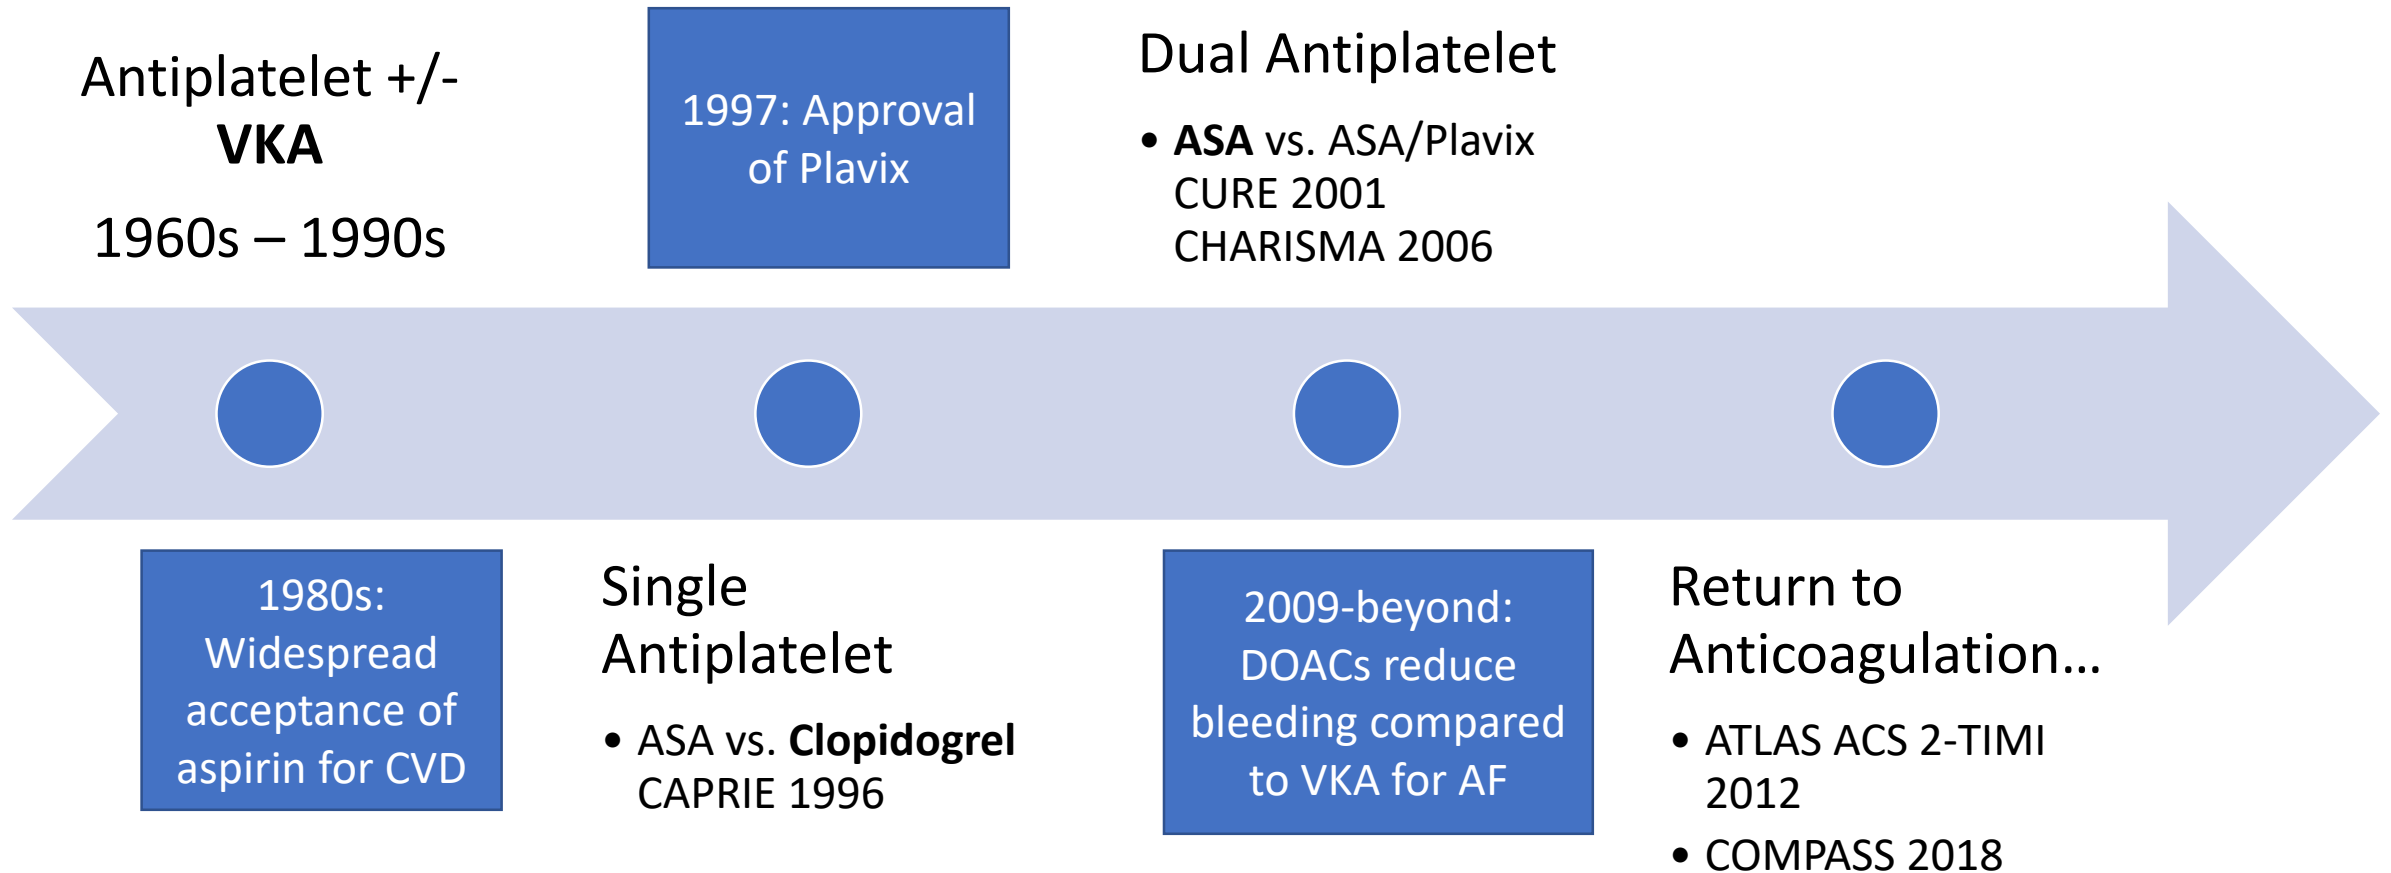 Antiplatelet +/-
VKA
1960s – 1990s
1980s:
Widespread
acceptance of
aspirin for CVD
1997: Approval
of Plavix
Single
Antiplatelet
• ASA vs. Clopidogrel
CAPRIE 1996
Dual Antiplatelet
• ASA vs. ASA/Plavix
CURE 2001
CHARISMA 2006
2009-beyond:
DOACs reduce
bleeding compared
to VKA for AF
Return to
Anticoagulation…
• ATLAS ACS 2-TIMI
2012
• COMPASS 2018